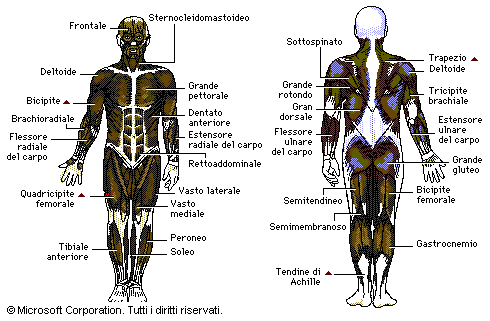 Frontale
Sternocleidomastoideo
Deltoide
Bicipite
Brachioradiale
Flessore
radiale
del carpo
Quadricipite
femorale
Tibiale
anteriore
Grande
pettorale
Dentato
anteriore
Estensore
radiale del carpo
Rettoaddominale
Vasto laterale
Vasto
mediale
Peroneo
Soleo
Sottospinato
Grande
rotondo
Gran
dorsale
Flessore
ulnare
del carpo
Semitendineo
Semimembranoso
Tendine di
Achille
Trapezio
Deltoide
Tricipite
brachiale
Estensore
ulnare
del carpo
Grande
gluteo
Bicipite
femorale
Gastrocnemio
© Microsoft Corporation. Tutti i diritti riservati.